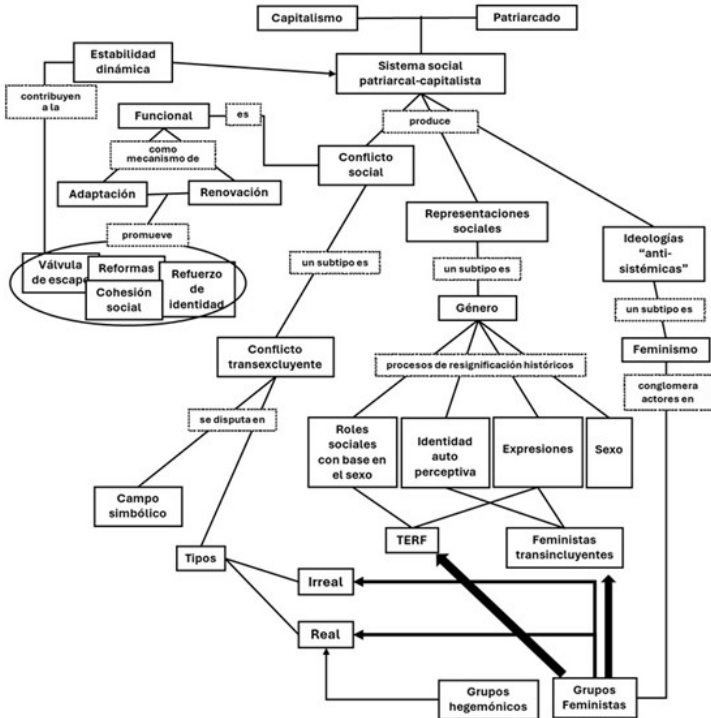 Capitalismo
Patriarcado
Estabilidad
dinámica
Sistema social
patriarcal-capitalista
contribuyen
a la
Funcional
es
produce
como
mecanismo de
Conflicto
social
Adaptación
Renovación
Representaciones
sociales
promueve
Ideologías
"anti-
sistémicas"
Válvula
de escape
Reformas
Refuerzo
de
identidad
Cohesión
social
un subtipo es
un subtipo es
un subtipo es
Género
Conflicto
transexcluyente
Feminismo
procesos de resignificación históricos
conglomera
actores en
se disputa en
Roles
sociales
con base en
el sexo
Identidad
auto
perceptiva
Expresiones
Sexo
Campo
simbólico
TERF
Feministas
transincluyentes
Tipos
Irreal
Real
Grupos
hegemónicos
Grupos
Feministas